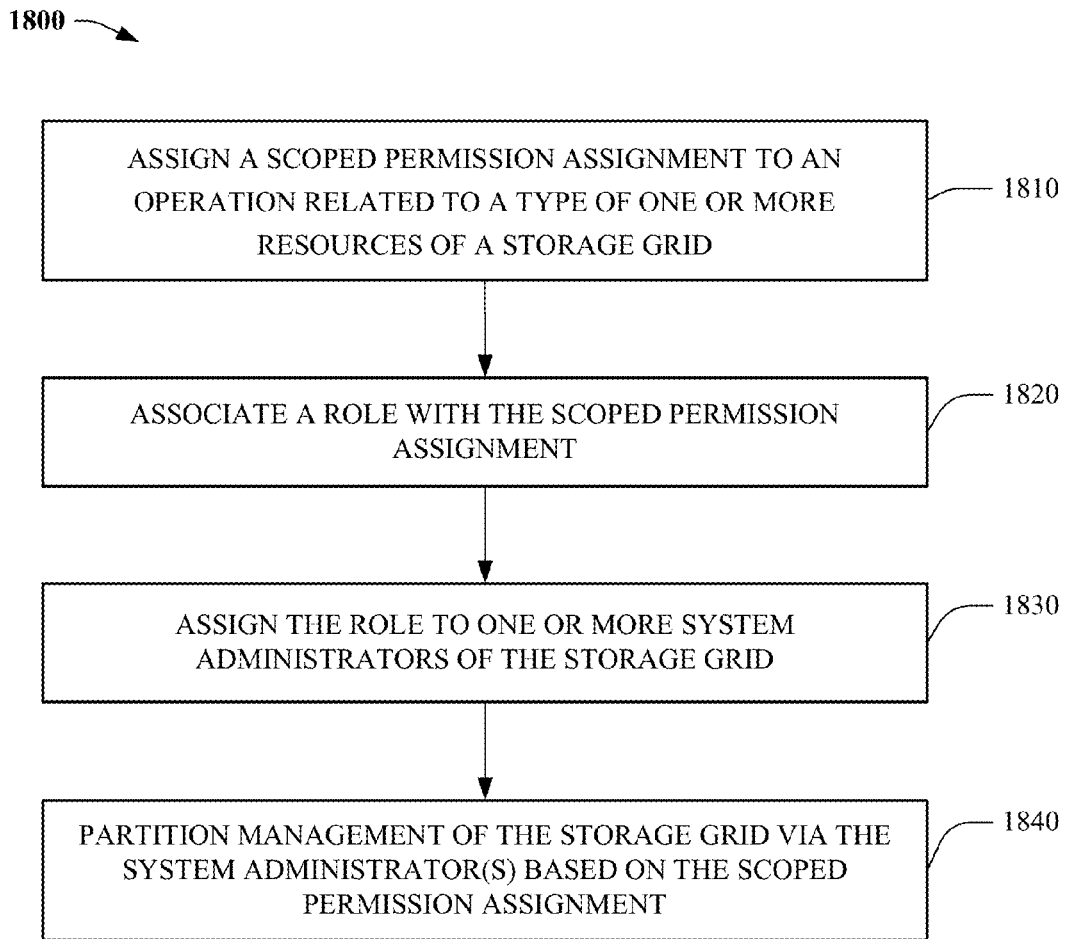 1800
ASSIGN A SCOPED PERMISSION ASSIGNMENT TO AN
OPERATION RELATED TO A TYPE OF ONE OR MORE
RESOURCES OF A STORAGE GRID
1810
ASSOCIATE A ROLE WITH THE SCOPED PERMISSION
ASSIGNMENT
1820
ASSIGN THE ROLE TO ONE OR MORE SYSTEM
ADMINISTRATORS OF THE STORAGE GRID
1830
PARTITION MANAGEMENT OF THE STORAGE GRID VIA THE
SYSTEM ADMINISTRATOR(S) BASED ON THE SCOPED
PERMISSION ASSIGNMENT
1840